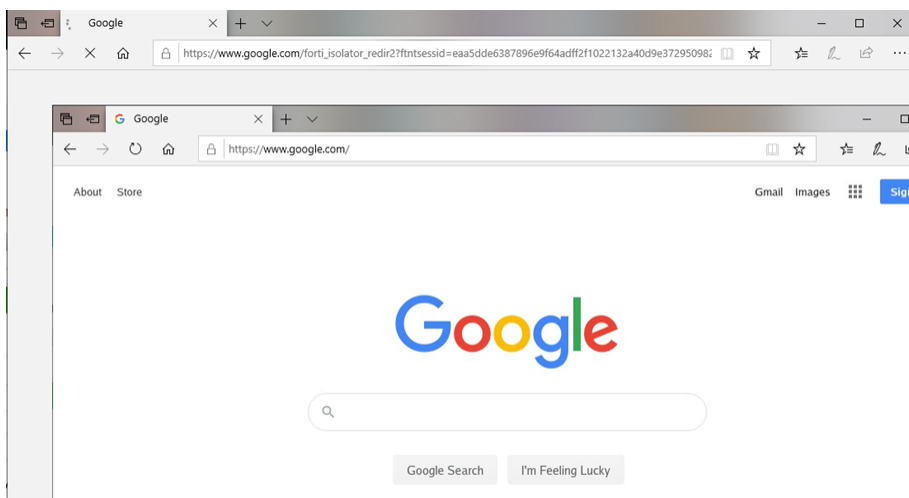 Google
https://www.google.com/forti_isolator_redir2?ftntsessid=eaa5dde6387896e9f64adff2f1022132a40d9e37295098
Google
https://www.google.com/
About Store Gmail Images Sign
Google
Google Search I'm Feeling Lucky